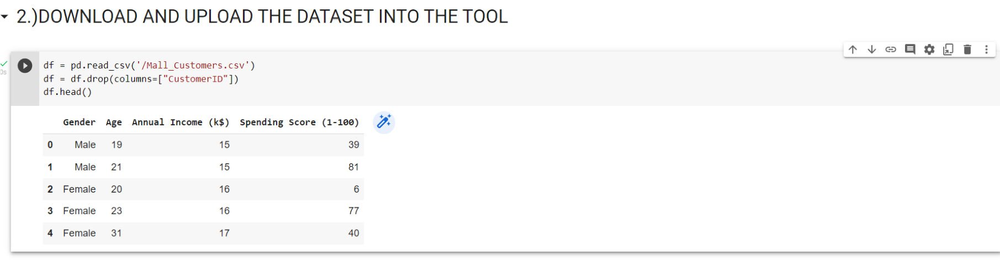 2.)DOWNLOAD AND UPLOAD THE DATASET INTO THE TOOL
0s
df = pd.read_csv('/Mall_Customers.csv')
df = df.drop(columns=["CustomerID"])
df.head()
Gender Age Annual Income (k$) Spending Score (1-100)
0 Male 19 15 39
1 Male 21 15 81
2 Female 20 16 6
3 Female 23 16 77
4 Female 31 17 40